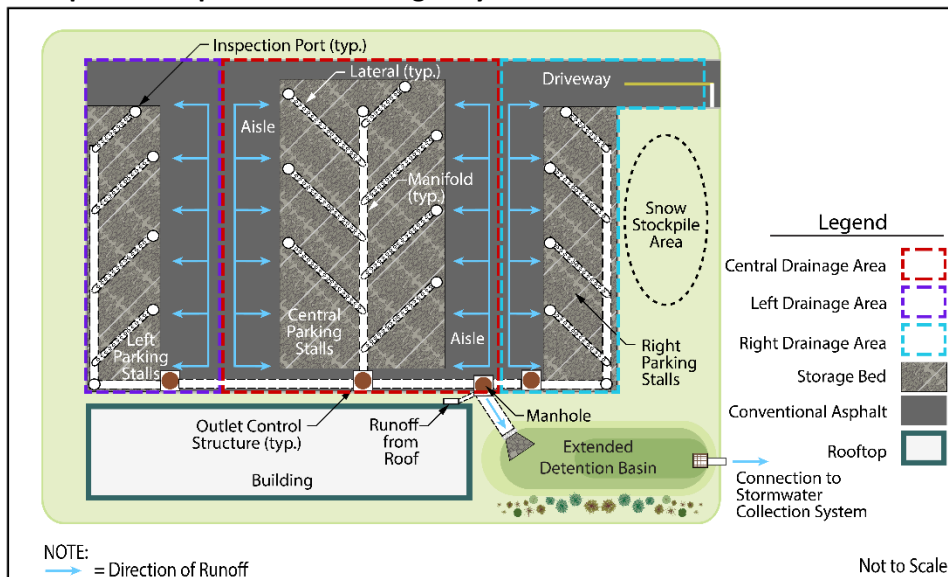 Inspection Port (typ.)
Lateral (typ.)
Driveway
Aisle
Manifold
(typ.)
Snow
Stockpile
Area
Legend
Central Drainage Area
Left Drainage Area
Right Drainage Area
Storage Bed
Conventional Asphalt
Rooftop
Central
Parking
Stalls
Left
Parking
Stalls
Aisle
Right
Parking
Stalls
Outlet Control
Structure (typ.)
Runoff
from
Roof
Manhole
Building
Extended
Detention Basin
Connection to
Stormwater
Collection System
NOTE:
= Direction of Runoff
Not to Scale